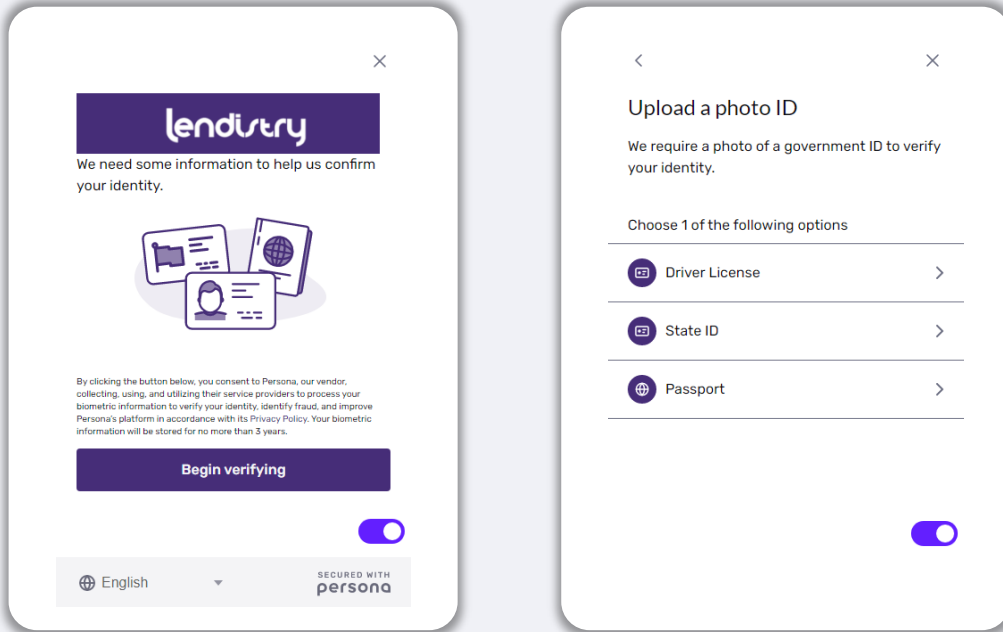 lendistry
We need some information to help us confirm
your identity.
By clicking the button below, you consent to Persona, our vendor,
collecting, using, and utilizing their service providers to process your
biometric information to verify your identity, identify fraud, and improve
Persona's platform in accordance with its Privacy Policy. Your biometric
information will be stored for no more than 3 years.
Begin verifying
English
SECURED WITH
persona
Upload a photo ID
We require a photo of a government ID to verify
your identity.
Choose 1 of the following options
Driver License
State ID
Passport